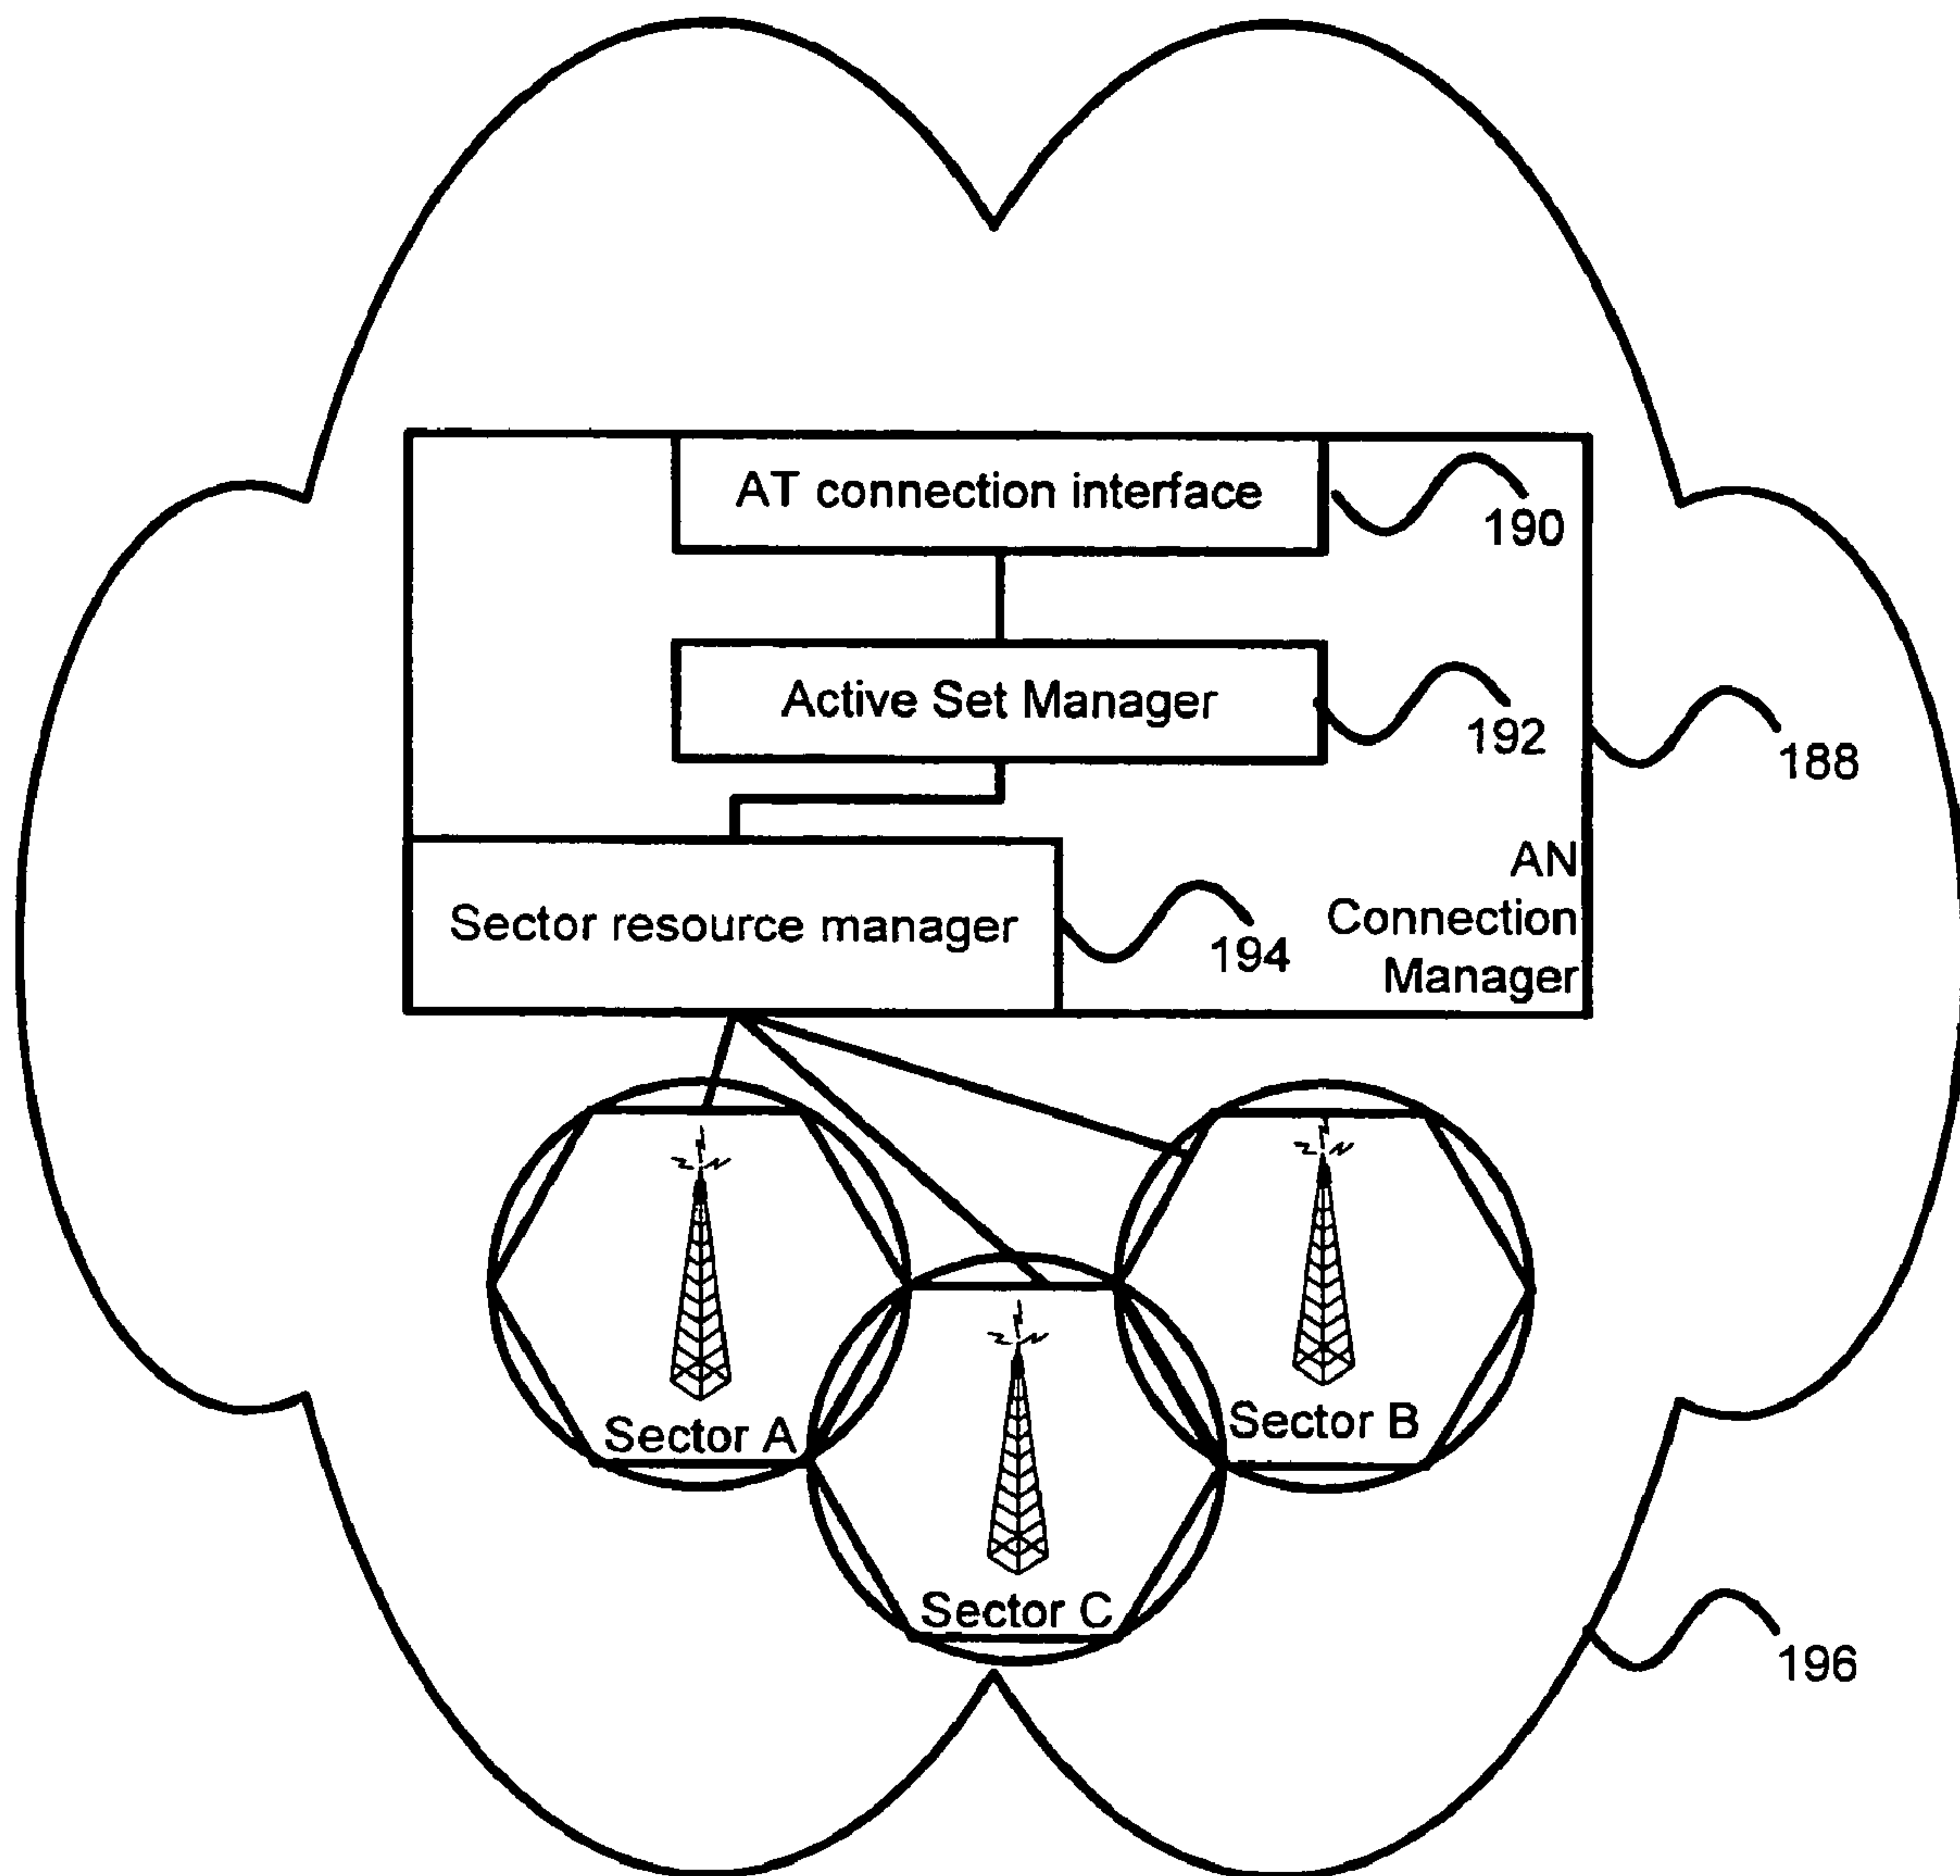 AT connection interface
190
Active Set Manager
192
188
AN
Connection
Manager
Sector resource manager
194
Sector A
Sector B
Sector C
196